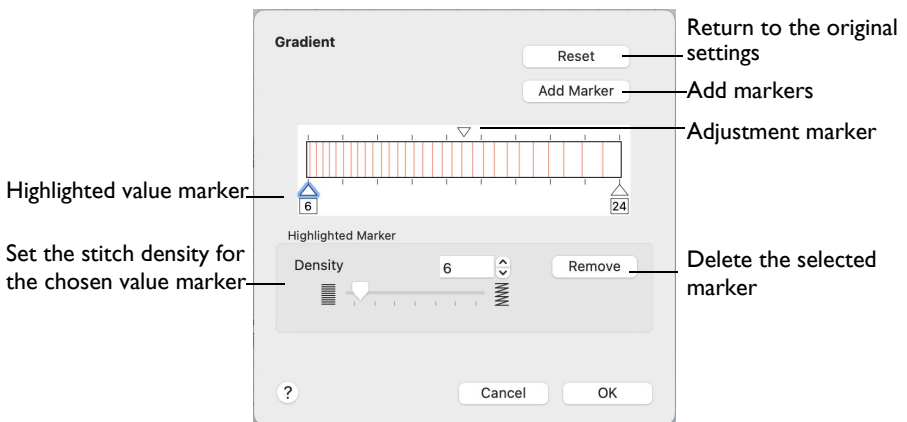 Gradient
Reset
Return to the original
settings
Add Marker
Add markers
Adjustment marker
Highlighted value marker
6
24
Highlighted Marker
Set the stitch density for
the chosen value marker
Density
6
Remove
Delete the selected
marker
?
Cancel
OK